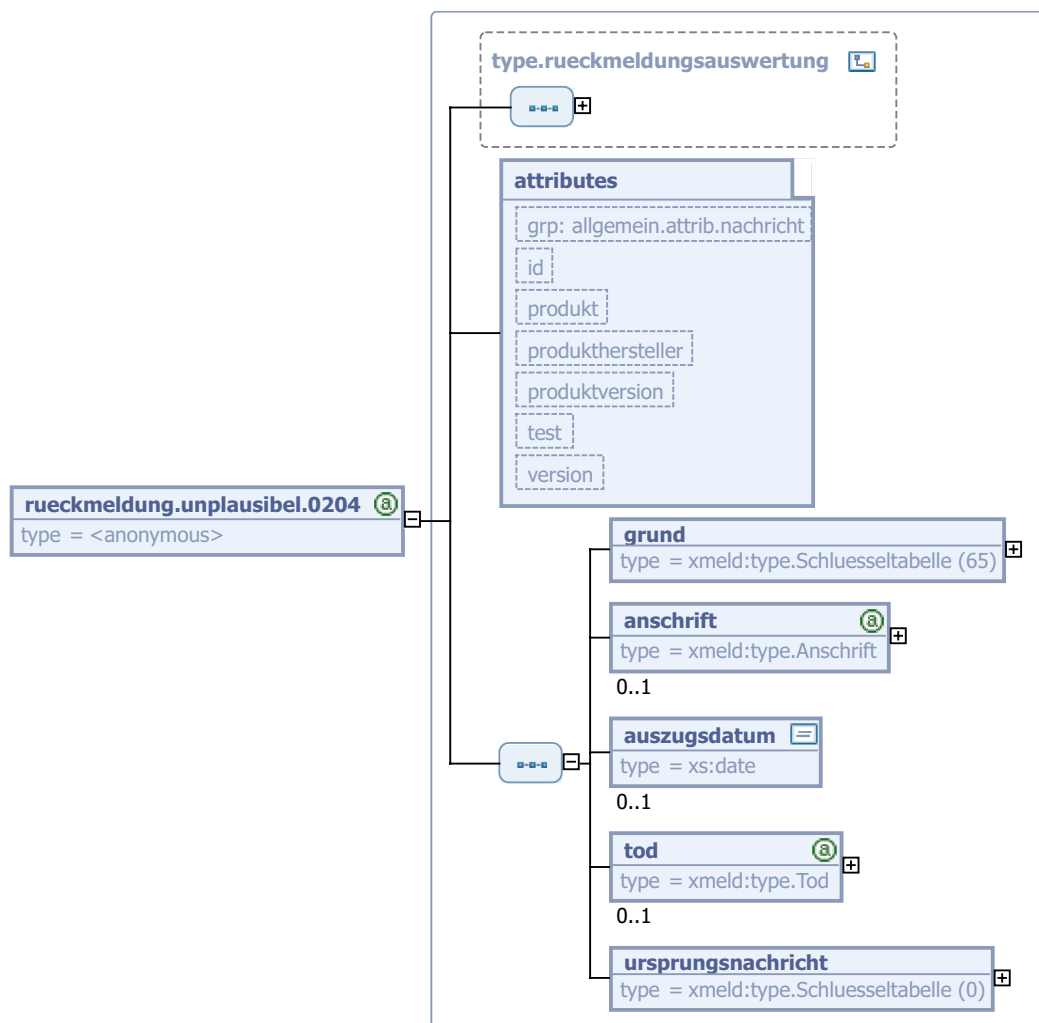 type.rueckmeldungsauswertung
attributes
grp: allgemein.attrib.nachricht
id
produkt
produkthersteller
produktversion
test
version
rueckmeldung.unplausibel.0204
type = <anonymous>
grund
type = xmeld:type.Schluesseltabelle (65)
anschrift
type = xmeld:type.Anschrift
0..1
auszugsdatum
type = xs:date
0..1
tod
type = xmeld:type.Tod
0..1
ursprungsnachricht
type = xmeld:type.Schluesseltabelle (0)